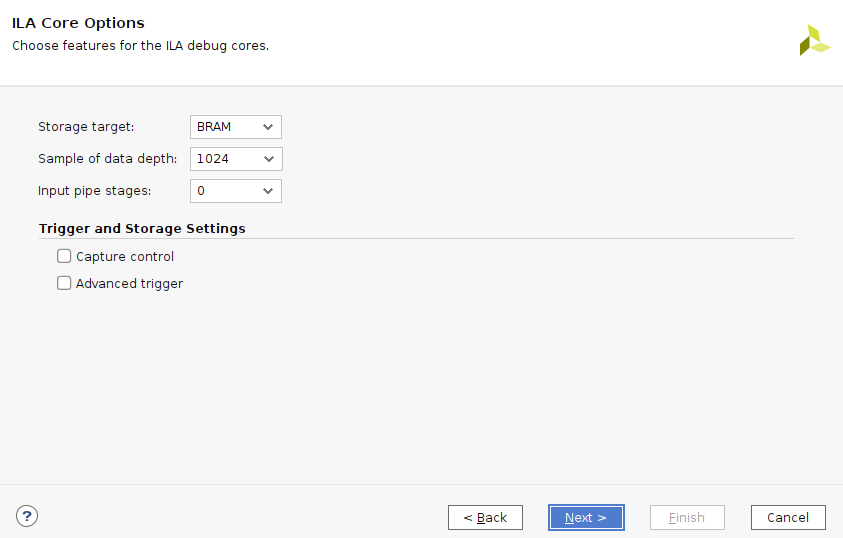 ILA Core Options
Choose features for the ILA debug cores.
Storage target: BRAM
Sample of data depth: 1024
Input pipe stages: 0
Trigger and Storage Settings
Capture control
Advanced trigger
? < Back Next > Finish Cancel